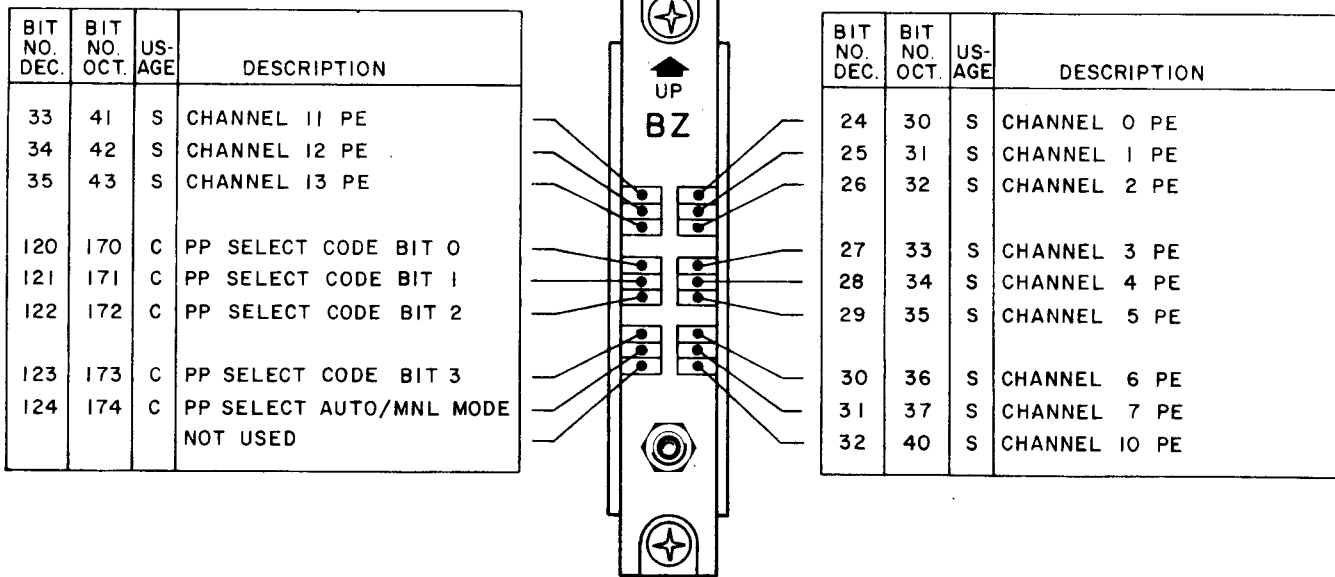 BIT NO. DEC. BIT NO. OCT. US-AGE DESCRIPTION
33 41 S CHANNEL 11 PE
34 42 S CHANNEL 12 PE
35 43 S CHANNEL 13 PE
120 170 C PP SELECT CODE BIT 0
121 171 C PP SELECT CODE BIT 1
122 172 C PP SELECT CODE BIT 2
123 173 C PP SELECT CODE BIT 3
124 174 C PP SELECT AUTO/MNL MODE
NOT USED
UP
BZ
BIT NO. DEC. BIT NO. OCT. US-AGE DESCRIPTION
24 30 S CHANNEL 0 PE
25 31 S CHANNEL 1 PE
26 32 S CHANNEL 2 PE
27 33 S CHANNEL 3 PE
28 34 S CHANNEL 4 PE
29 35 S CHANNEL 5 PE
30 36 S CHANNEL 6 PE
31 37 S CHANNEL 7 PE
32 40 S CHANNEL 10 PE